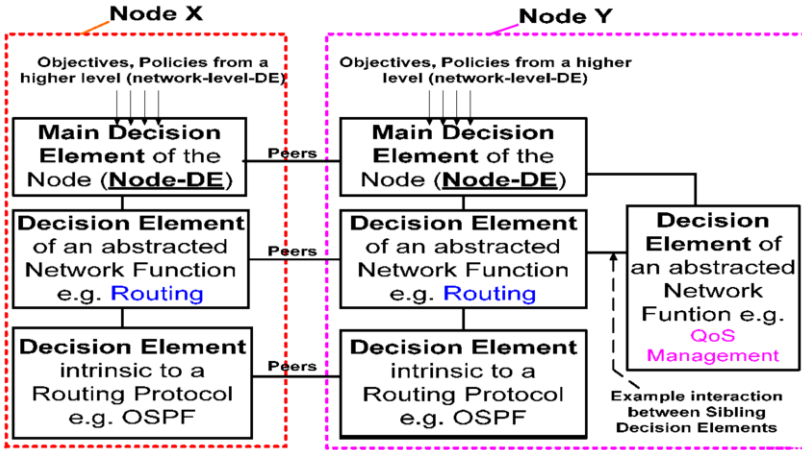 Node X
Node Y
Objectives, Policies from a
higher level (network-level-DE)
Objectives, Policies from a higher
level (network-level-DE)
Main Decision
Element of the
Node (Node-DE)
Peers
Main Decision
Element of the
Node (Node-DE)
Decision Element
of an abstracted
Network Function
e.g. Routing
Peers
Decision Element
of an abstracted
Network Function
e.g. Routing
Decision
Element of
an abstracted
Network
Funtion e.g.
QoS
Management
Decision Element
intrinsic to a
Routing Protocol
e.g. OSPF
Peers
Decision Element
intrinsic to a
Routing Protocol
e.g. OSPF
Example interaction
between Sibling
Decision Elements